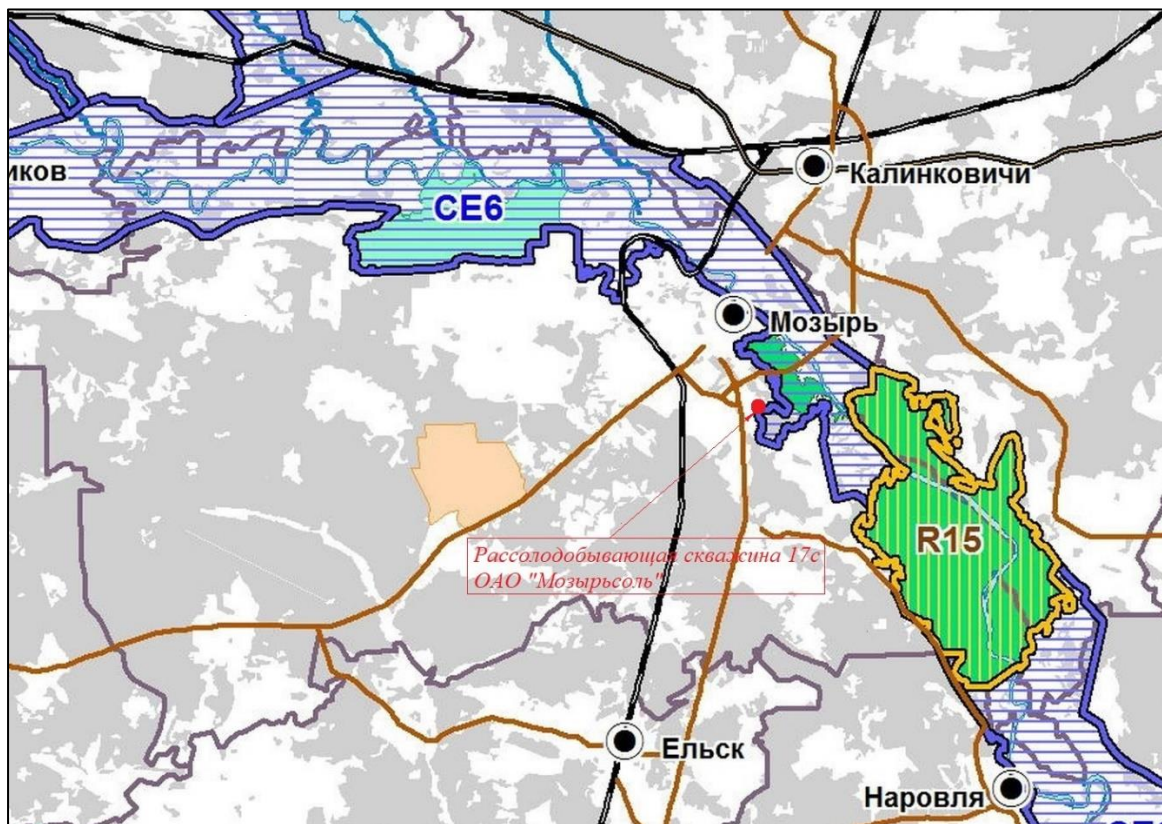 Калинковичи
иков
CE6
Мозырь
R15
Рассолодобывающая скважина 17с
ОАО "Мозырьсоль"
Ельск
Наровля